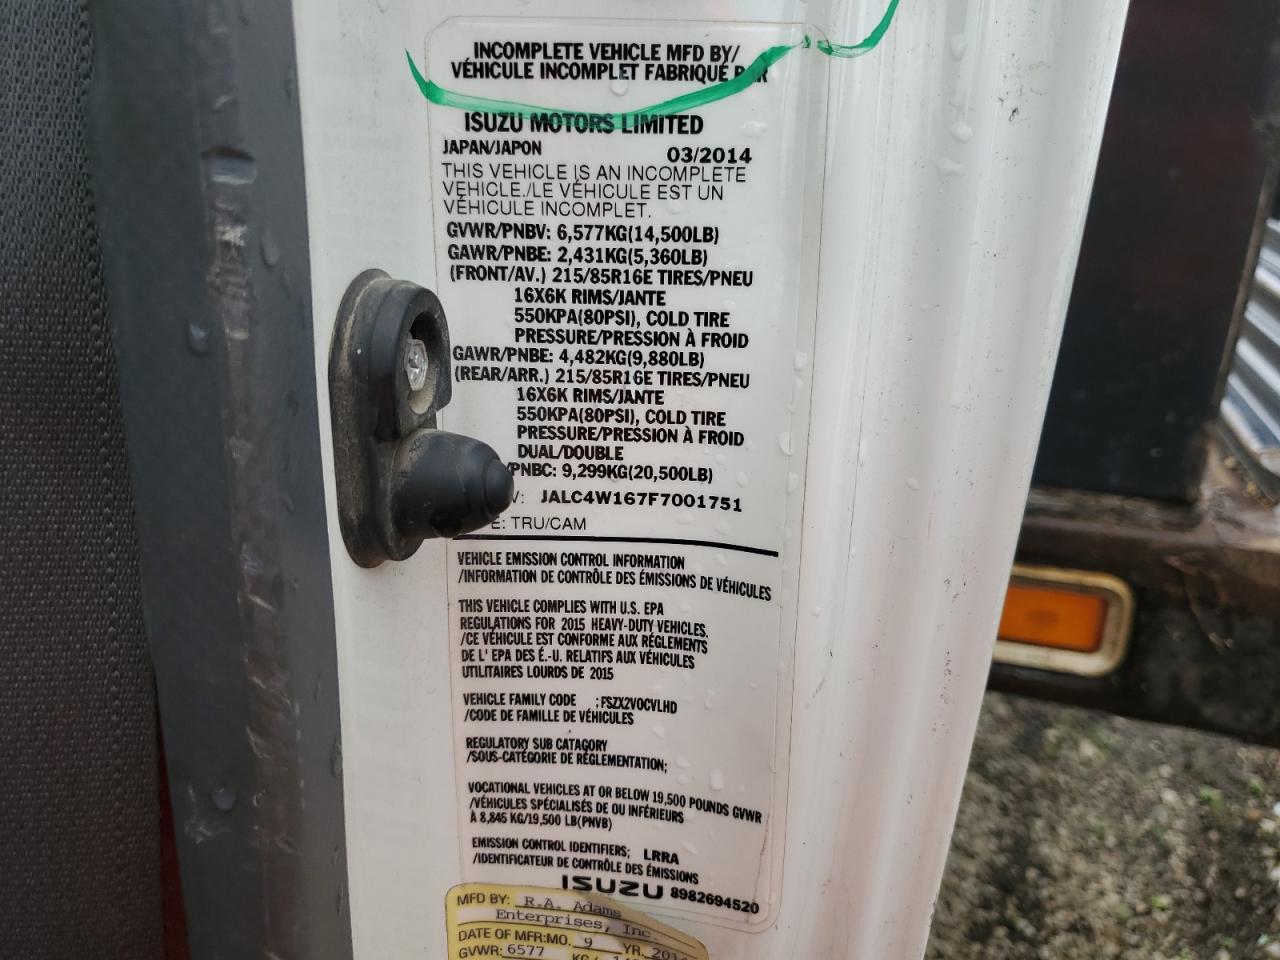 INCOMPLETE VEHICLE MFD BY/
VÉHICULE INCOMPLET FABRIQUÉ PAR
ISUZU MOTORS LIMITED
JAPAN/JAPON 03/2014
THIS VEHICLE IS AN INCOMPLETE
VEHICLE./LE VÉHICULE EST UN
VÉHICULE INCOMPLET.
GVWR/PNBV: 6,577KG(14,500LB)
GAWR/PNBE: 2,431KG(5,360LB)
(FRONT/AV.) 215/85R16E TIRES/PNEU
16X6K RIMS/JANTE
550KPA(80PSI), COLD TIRE
PRESSURE/PRESSION À FROID
GAWR/PNBE: 4,482KG(9,880LB)
(REAR/ARR.) 215/85R16E TIRES/PNEU
16X6K RIMS/JANTE
550KPA(80PSI), COLD TIRE
PRESSURE/PRESSION À FROID
DUAL/DOUBLE
/PNBC: 9,299KG(20,500LB)
V: JALC4W167F7001751
E: TRU/CAM
VEHICLE EMISSION CONTROL INFORMATION
/INFORMATION DE CONTRÔLE DES ÉMISSIONS DE VÉHICULES
THIS VEHICLE COMPLIES WITH U.S. EPA
REGULATIONS FOR 2015 HEAVY-DUTY VEHICLES.
/CE VÉHICULE EST CONFORME AUX RÉGLEMENTS
DE L' EPA DES É.-U. RELATIFS AUX VÉHICULES
UTILITAIRES LOURDS DE 2015
VEHICLE FAMILY CODE ;FSZX2VOCVLHD
/CODE DE FAMILLE DE VÉHICULES
REGULATORY SUB CATAGORY
/SOUS-CATÉGORIE DE RÉGLEMENTATION;
VOCATIONAL VEHICLES AT OR BELOW 19,500 POUNDS GVWR
/VÉHICULES SPÉCIALISÉS DE OU INFÉRIEURS
À 8,845 KG/19,500 LB(PNVB)
EMISSION CONTROL IDENTIFIERS; LRRA
/IDENTIFICATEUR DE CONTRÔLE DES ÉMISSIONS
ISUZU 8982694520
MFD BY: R.A. Adams
Enterprises, Inc
DATE OF MFR:MO. 9 YR. 2014
GVWR: 6577 KG/